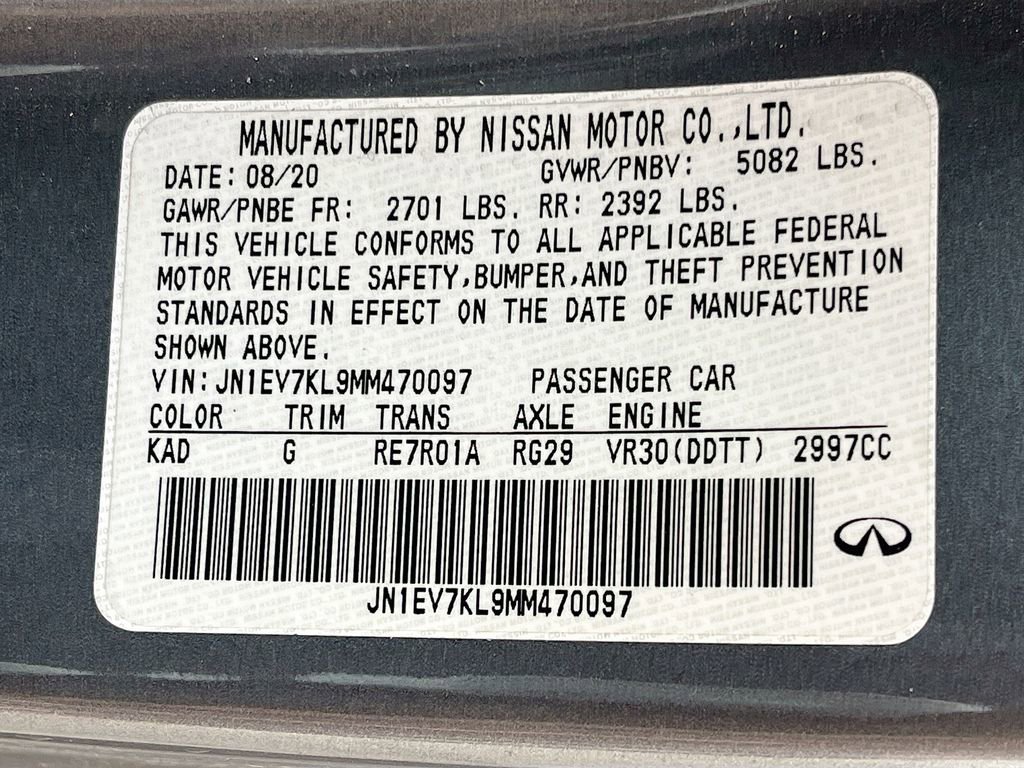 MANUFACTURED BY NISSAN MOTOR CO.,LTD.
DATE: 08/20 GVWR/PNBV: 5082 LBS.
GAWR/PNBE FR: 2701 LBS. RR: 2392 LBS.
THIS VEHICLE CONFORMS TO ALL APPLICABLE FEDERAL
MOTOR VEHICLE SAFETY,BUMPER,AND THEFT PREVENTION
STANDARDS IN EFFECT ON THE DATE OF MANUFACTURE
SHOWN ABOVE.
VIN:JN1EV7KL9MM470097 PASSENGER CAR
COLOR TRIM TRANS AXLE ENGINE
KAD G RE7R01A RG29 VR30(DDTT) 2997CC
JN1EV7KL9MM470097